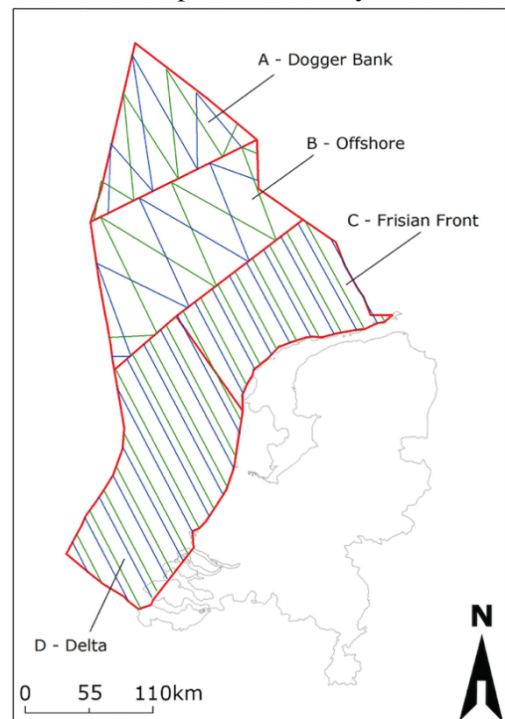 A - Dogger Bank
B - Offshore
C - Frisian Front
D - Delta
N
0 55 110km